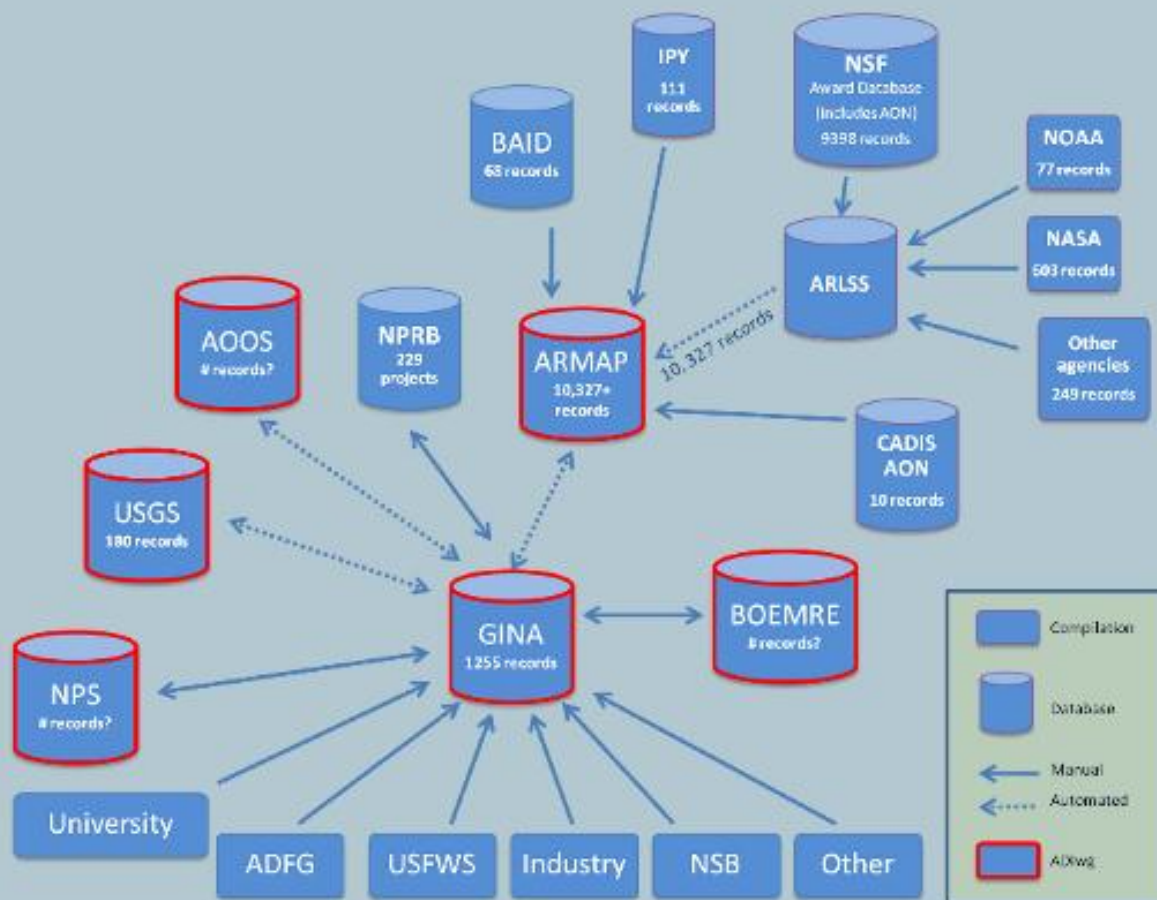 IPY
111
records
NSF
Award Database
(Includes AON)
9398 records
BAID
68 records
NOAA
77 records
NASA
603 records
ARLSS
Other
agencies
249 records
AOOS
# records?
NPRB
229
projects
ARMAP
10,327+
records
10,327 records
CADIS
AON
10 records
USGS
180 records
GINA
1255 records
BOEMRE
# records?
NPS
# records?
University
ADFG
USFWS
Industry
NSB
Other
Compilation
Database
Manual
Automated
ADIwg